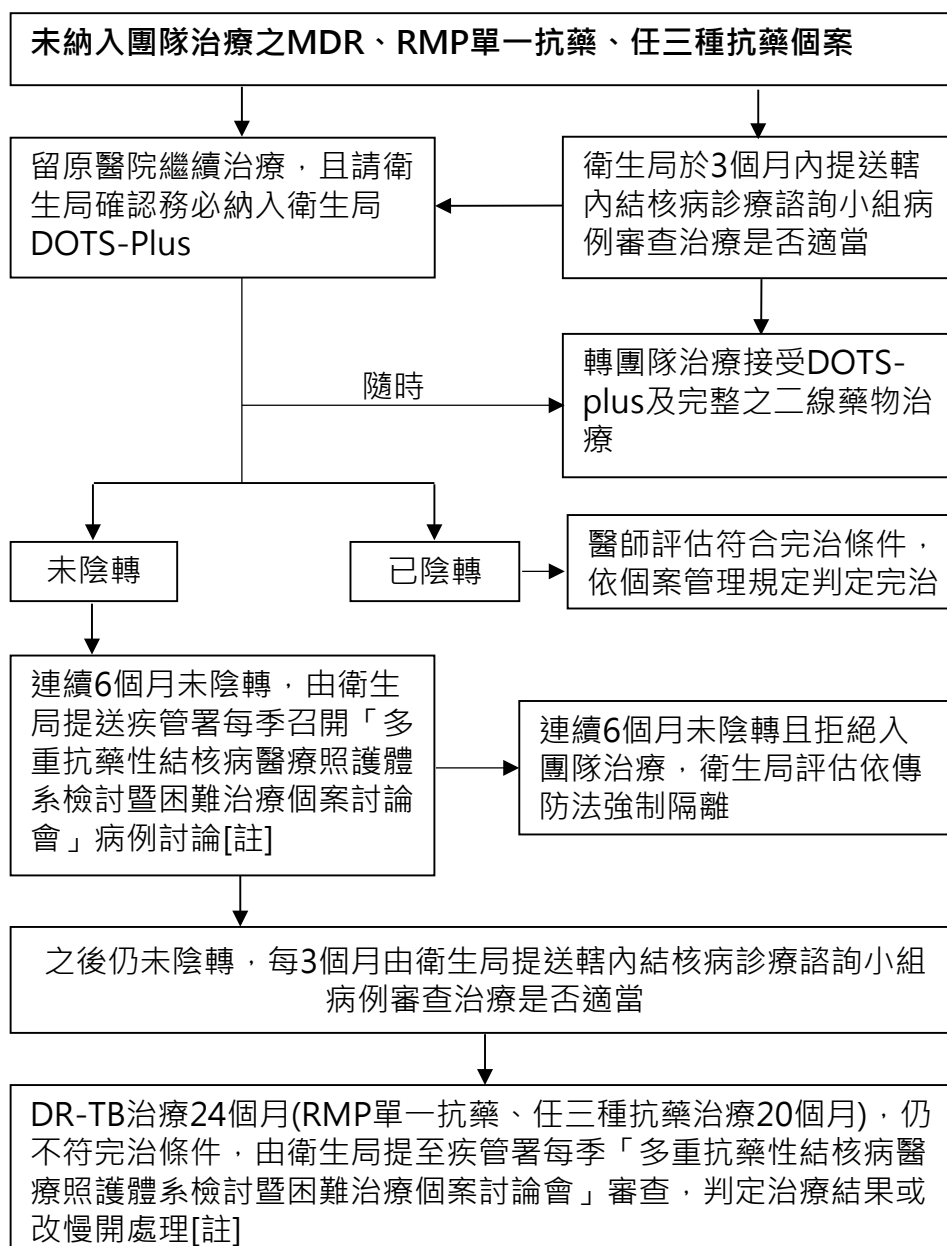 未納入團隊治療之MDR、RMP單一抗藥、任三種抗藥個案
留原醫院繼續治療，且請衛
生局確認務必納入衛生局
DOTS-Plus
衛生局於3個月內提送轄
內結核病診療諮詢小組病
例審查治療是否適當
轉團隊治療接受DOTS-
plus及完整之二線藥物治
療
隨時
未陰轉
已陰轉
醫師評估符合完治條件，
依個案管理規定判定完治
連續6個月未陰轉，由衛生
局提送疾管署每季召開「多
重抗藥性結核病醫療照護體
系檢討暨困難治療個案討論
會」病例討論[註]
連續6個月未陰轉且拒絕入
團隊治療，衛生局評估依傳
防法強制隔離
之後仍未陰轉，每3個月由衛生局提送轄內結核病診療諮詢小組
病例審查治療是否適當
DR-TB治療24個月(RMP單一抗藥、任三種抗藥治療20個月)，仍
不符完治條件，由衛生局提至疾管署每季「多重抗藥性結核病醫
療照護體系檢討暨困難治療個案討論會」審查，判定治療結果或
改慢開處理[註]